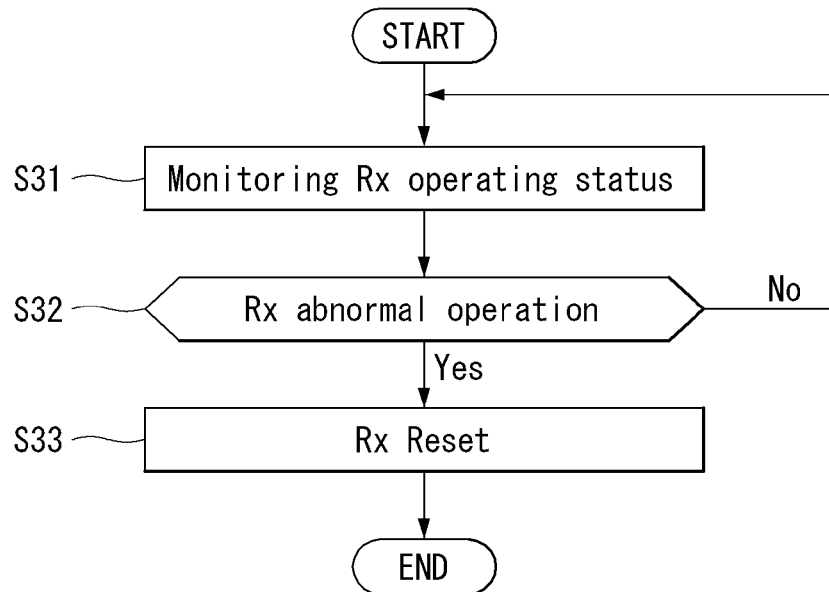 START
S31 Monitoring Rx operating status
S32 Rx abnormal operation No
Yes
S33 Rx Reset
END